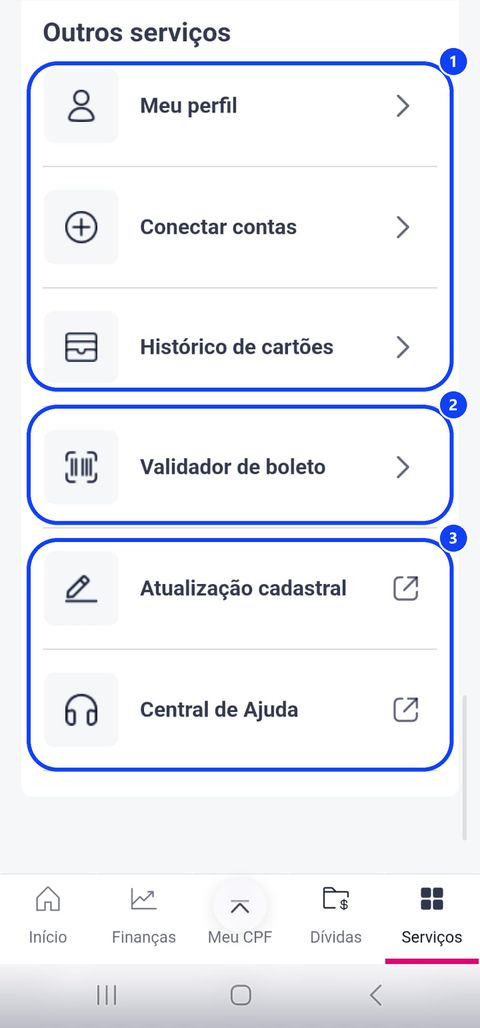 Outros serviços
1
Meu perfil
Conectar contas
Histórico de cartões
2
Validador de boleto
3
Atualização cadastral
Central de Ajuda
$
Início Finanças Meu CPF Dívidas Serviços